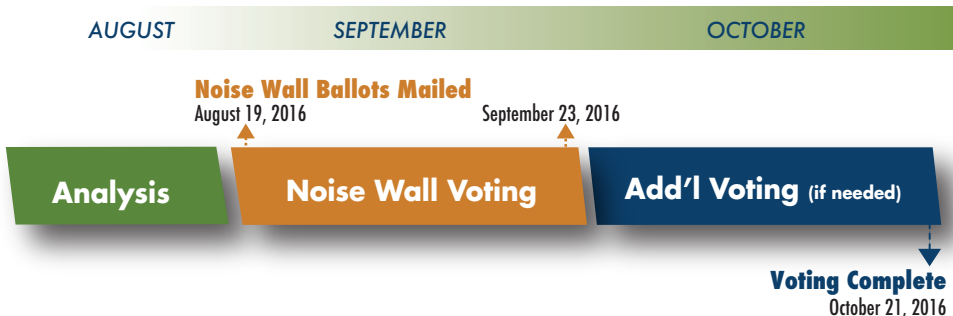 AUGUST SEPTEMBER OCTOBER
Noise Wall Ballots Mailed
August 19, 2016 September 23, 2016
Analysis Noise Wall Voting Add'l Voting (if needed)
Voting Complete
October 21, 2016